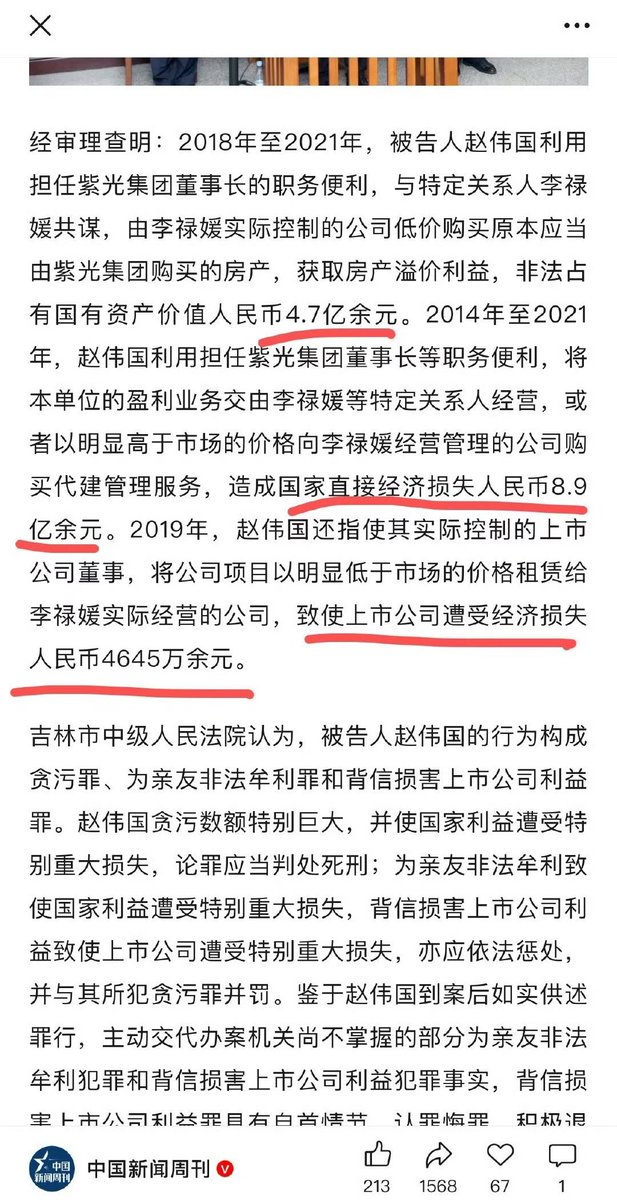 经审理查明：2018年至2021年，被告人赵伟国利用
担任紫光集团董事长的职务便利，与特定关系人李禄
媛共谋，由李禄媛实际控制的公司低价购买原本应当
由紫光集团购买的房产，获取房产溢价利益，非法占
有国有资产价值人民币4.7亿余元。2014年至2021
年，赵伟国利用担任紫光集团董事长等职务便利，将
本单位的盈利业务交由李禄媛等特定关系人经营，或
者以明显高于市场的价格向李禄媛经营管理的公司购
买代建管理服务，造成国家直接经济损失人民币8.9
亿余元。2019年，赵伟国还指使其实际控制的上市
公司董事，将公司项目以明显低于市场的价格租赁给
李禄媛实际经营的公司，致使上市公司遭受经济损失
人民币4645万余元。
吉林市中级人民法院认为，被告人赵伟国的行为构成
贪污罪、为亲友非法牟利罪和背信损害上市公司利益
罪。赵伟国贪污数额特别巨大，并使国家利益遭受特
别重大损失，论罪应当判处死刑；为亲友非法牟利致
使国家利益遭受特别重大损失，背信损害上市公司利
益致使上市公司遭受特别重大损失，亦应依法惩处，
并与其所犯贪污罪并罚。鉴于赵伟国到案后如实供述
罪行，主动交代办案机关尚不掌握的部分为亲友非法
牟利犯罪和背信损害上市公司利益犯罪事实，背信损
害上市公司利益罪具有自首情节，认罪悔罪，积极退
中国新闻周刊
中国新闻周刊
213
1568
67
1